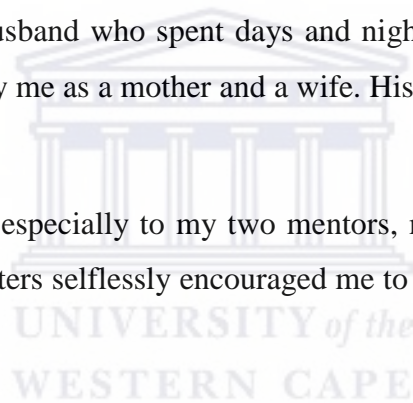 usband who spent days and nigh
y me as a mother and a wife. His
especially to my two mentors, r
ters selflessly encouraged me to
UNIVERSITY of the
WESTERN CAPE